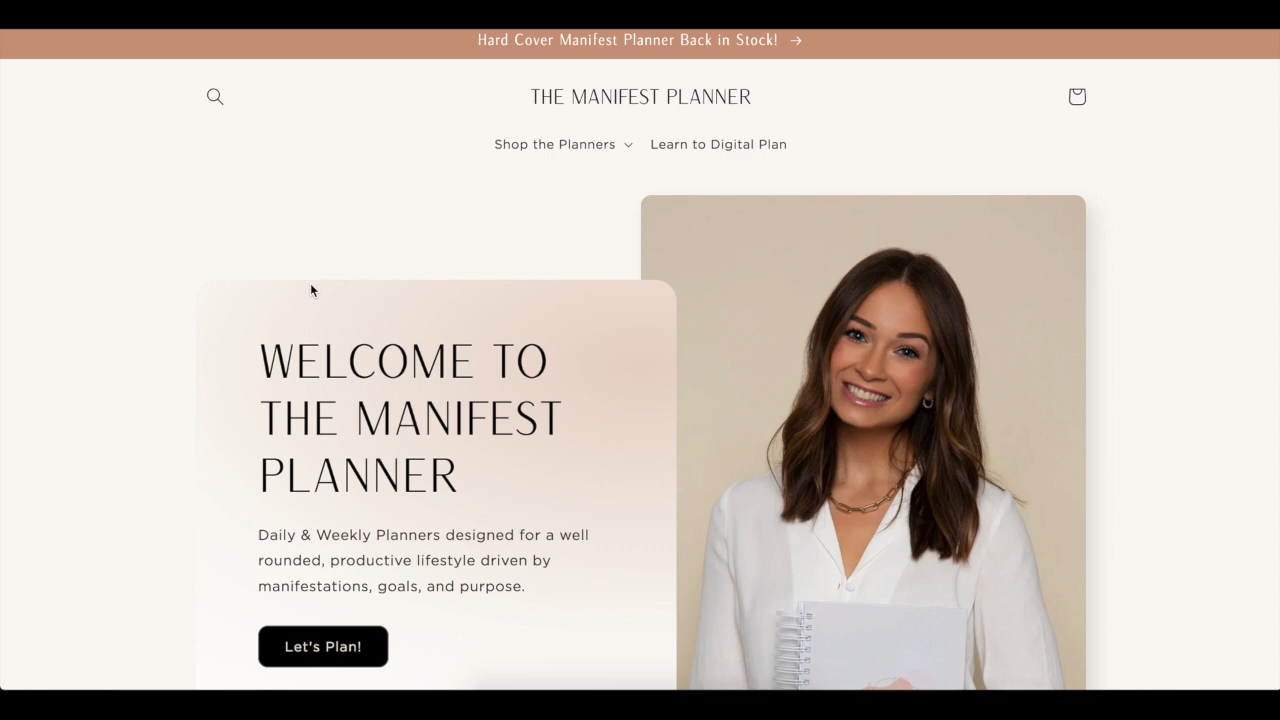 Hard Cover Manifest Planner Back in Stock! →
THE MANIFEST PLANNER
Shop the Planners
Learn to Digital Plan
WELCOME TO
THE MANIFEST
PLANNER
Daily & Weekly Planners designed for a well
rounded, productive lifestyle driven by
manifestations, goals, and purpose.
Let's Plan!